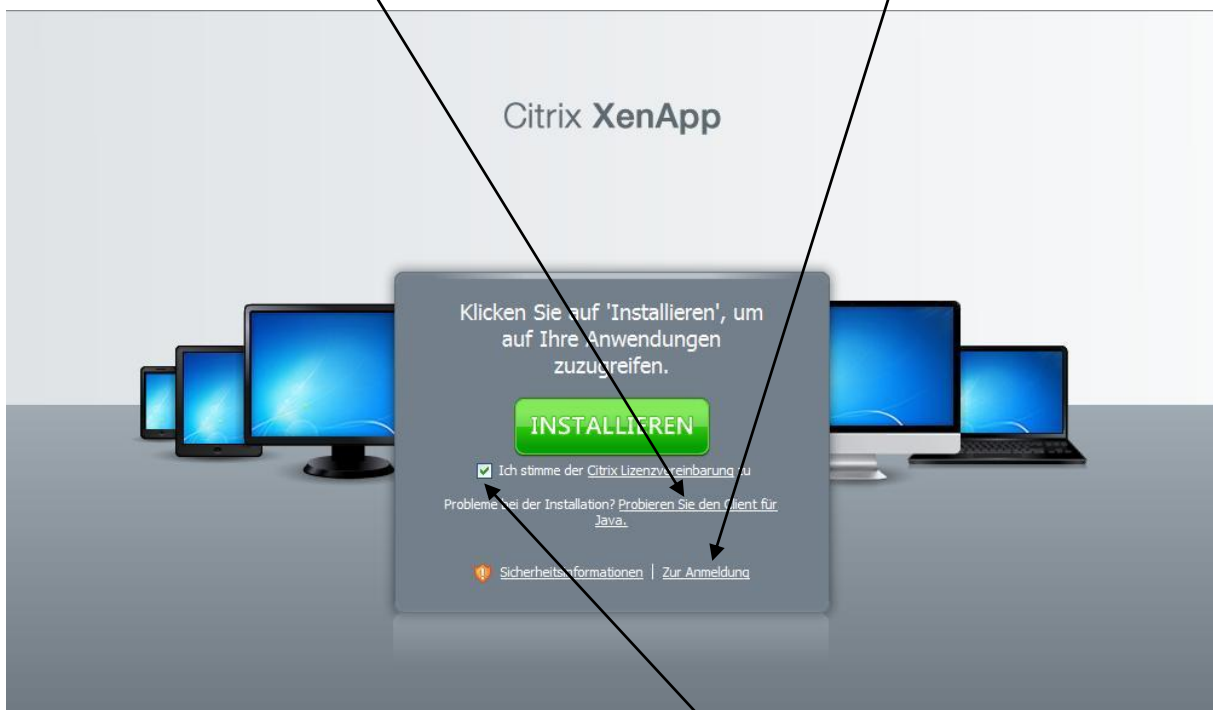 Citrix XenApp
Klicken Sie auf 'Installieren', um
auf Ihre Anwendungen
zuzugreifen.
INSTALLIEREN
Ich stimme der Citrix Lizenzvereinbarung zu
Probleme bei der Installation? Probieren Sie den Client für
Java.
Sicherheitsinformationen | Zur Anmeldung